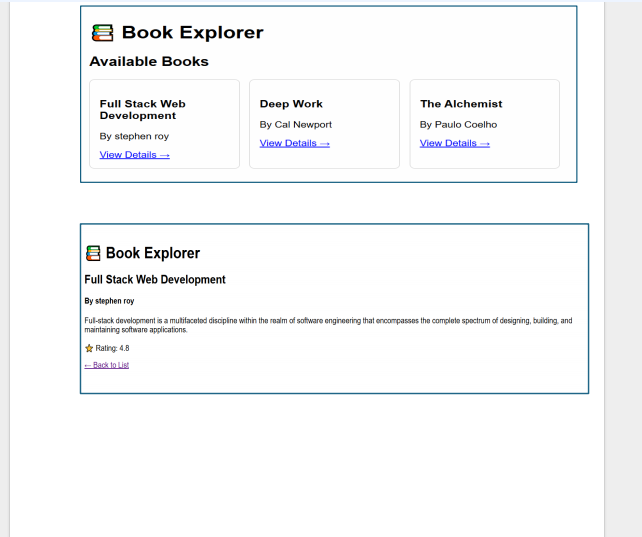 📚 Book Explorer
Available Books
Full Stack Web
Development
By stephen roy
View Details →
Deep Work
By Cal Newport
View Details →
The Alchemist
By Paulo Coelho
View Details →
📚 Book Explorer
Full Stack Web Development
By stephen roy
Full-stack development is a multifaceted discipline within the realm of software engineering that encompasses the complete spectrum of designing, building, and
maintaining software applications.
⭐ Rating: 4.8
← Back to List